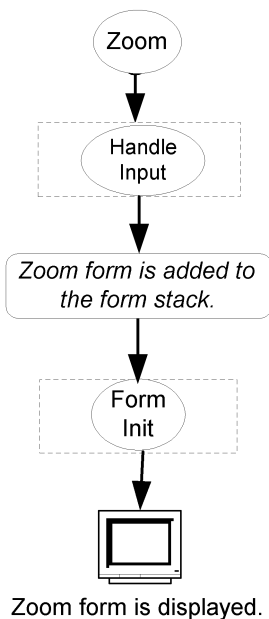 Zoom
Handle
Input
Zoom form is added to
the form stack.
Form
Init
Zoom form is displayed.